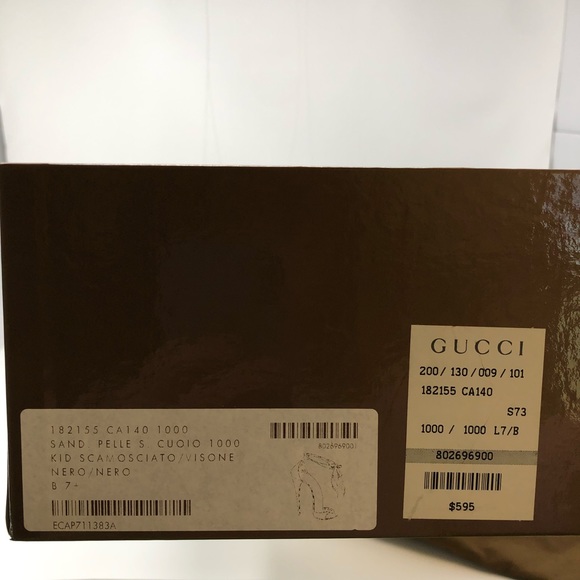 182155 CA140 1000
SAND. PELLE S. CUOIO 1000
KID SCAMOSCIATO/VISONE
NERO/NERO
B 7+
ECAP711383A
802696900
GUCCI
200/ 130 /009 / 101
182155 CA140
S73
1000 / 1000 L7/B
802696900
$595